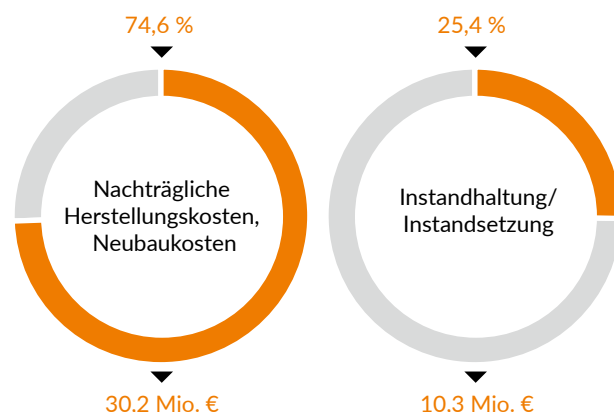 74,6 %
Nachträgliche
Herstellungskosten,
Neubaukosten
30,2 Mio. €
25,4 %
Instandhaltung/
Instandsetzung
10,3 Mio. €